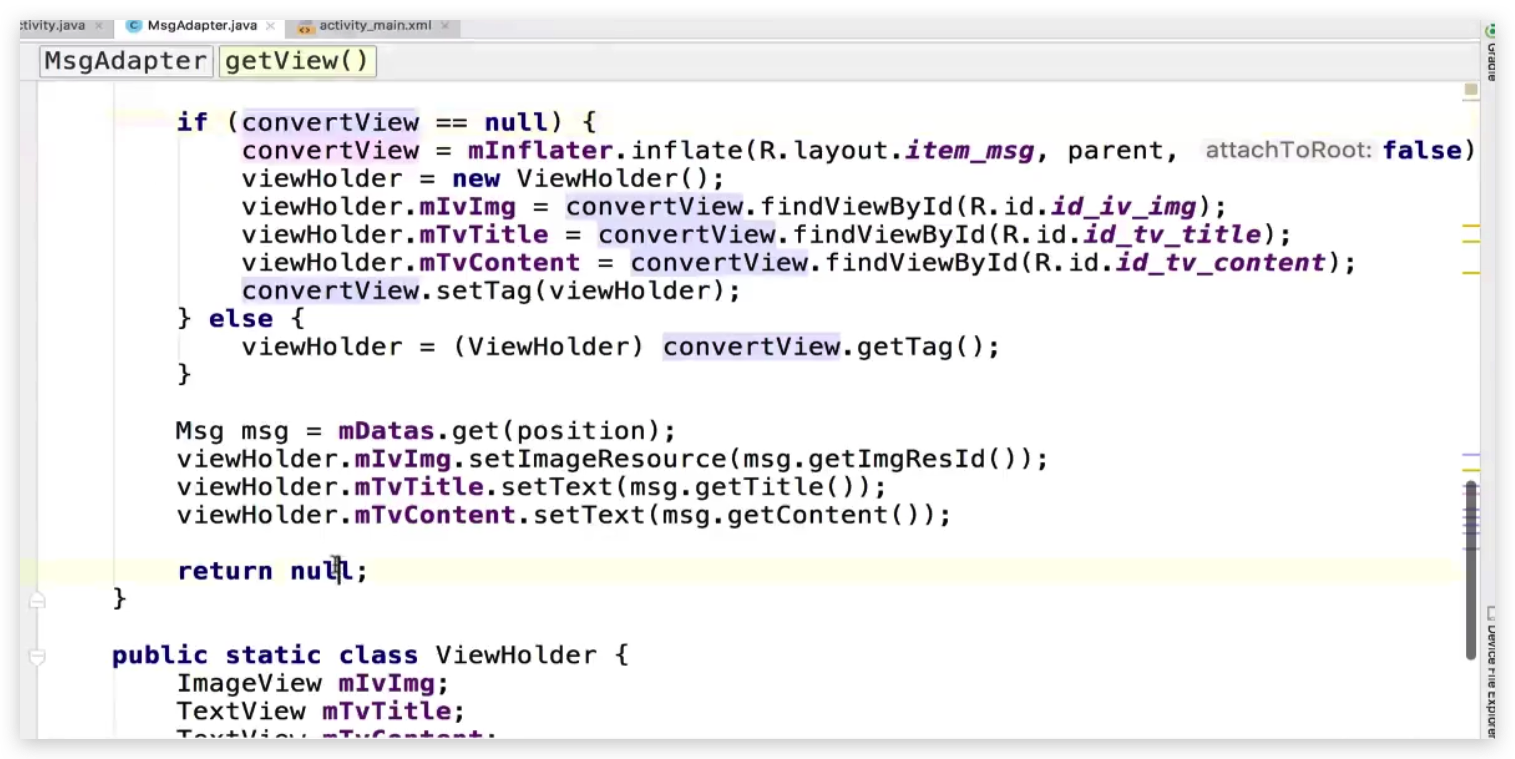 tivity.java × MsgAdapter.java × activity_main.xml ×
Gradle
MsgAdapter getView()
if (convertView == null) {
convertView = mInflater.inflate(R.layout.item_msg, parent, attachToRoot: false)
viewHolder = new ViewHolder();
viewHolder.mIvImg = convertView.findViewById(R.id.id_iv_img);
viewHolder.mTvTitle = convertView.findViewById(R.id.id_tv_title);
viewHolder.mTvContent = convertView.findViewById(R.id.id_tv_content);
convertView.setTag(viewHolder);
} else {
viewHolder = (ViewHolder) convertView.getTag();
}
Msg msg = mDatas.get(position);
viewHolder.mIvImg.setImageResource(msg.getImgResId());
viewHolder.mTvTitle.setText(msg.getTitle());
viewHolder.mTvContent.setText(msg.getContent());
return null;
}
public static class ViewHolder {
ImageView mIvImg;
TextView mTvTitle;
TextView mTvContent;
Device File Explorer